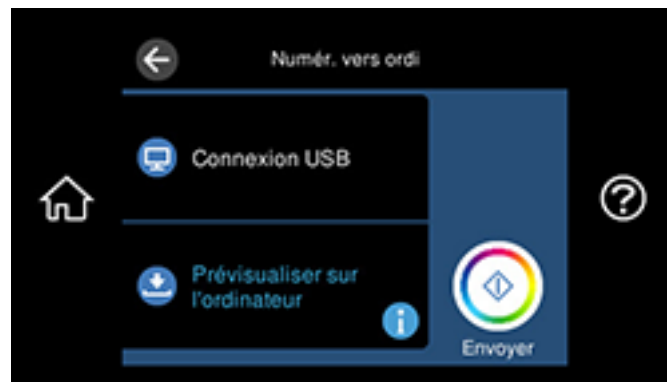 Numér. vers ordi
Connexion USB
Prévisualiser sur
l'ordinateur
Envoyer